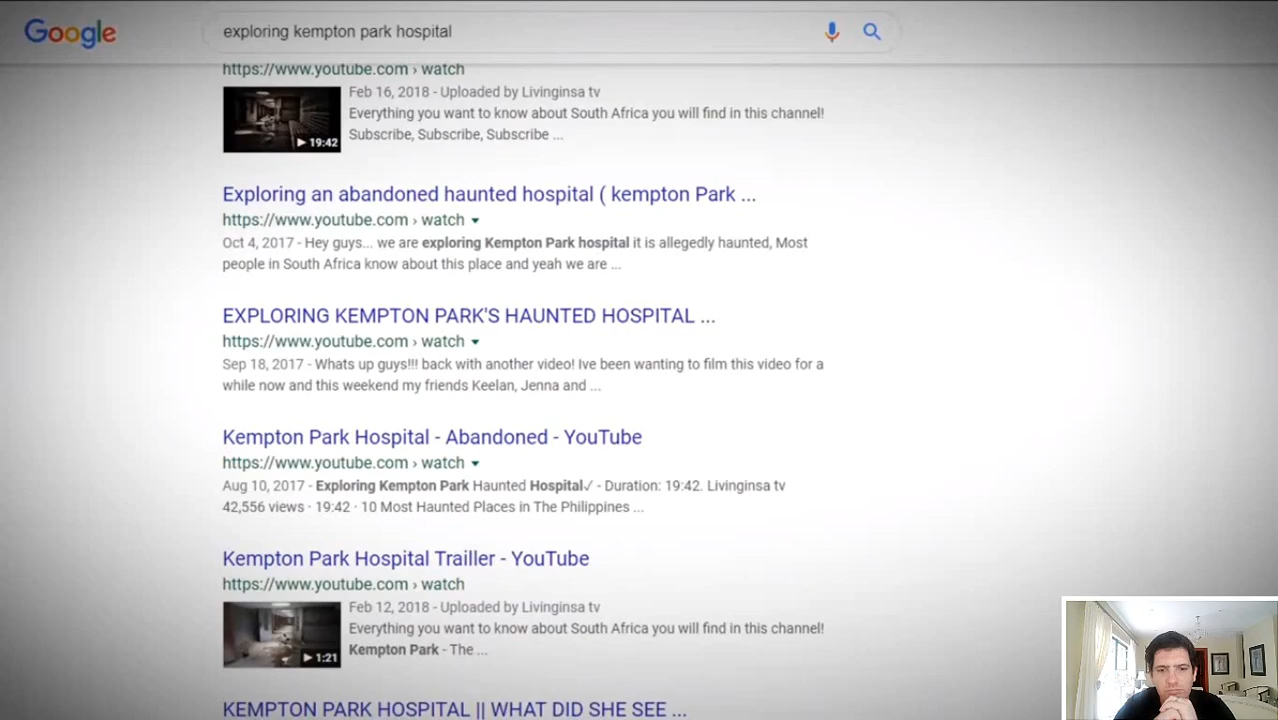 Google
exploring kempton park hospital
https://www.youtube.com › watch
Feb 16, 2018 - Uploaded by Livinginsa tv
19:42
Everything you want to know about South Africa you will find in this channel!
Subscribe, Subscribe, Subscribe ...
Exploring an abandoned haunted hospital ( kempton Park ...
https://www.youtube.com › watch
Oct 4, 2017 - Hey guys... we are exploring Kempton Park hospital it is allegedly haunted, Most
people in South Africa know about this place and yeah we are ...
EXPLORING KEMPTON PARK'S HAUNTED HOSPITAL ...
https://www.youtube.com › watch
Sep 18, 2017 - Whats up guys!!! back with another video! Ive been wanting to film this video for a
while now and this weekend my friends Keelan, Jenna and ...
Kempton Park Hospital - Abandoned - YouTube
https://www.youtube.com › watch
Aug 10, 2017 - Exploring Kempton Park Haunted Hospital✓ - Duration: 19:42. Livinginsa tv
42,556 views · 19:42 · 10 Most Haunted Places in The Philippines ...
Kempton Park Hospital Trailler - YouTube
https://www.youtube.com › watch
Feb 12, 2018 - Uploaded by Livinginsa tv
Everything you want to know about South Africa you will find in this channel!
Kempton Park - The ...
1:21
KEMPTON PARK HOSPITAL || WHAT DID SHE SEE ...